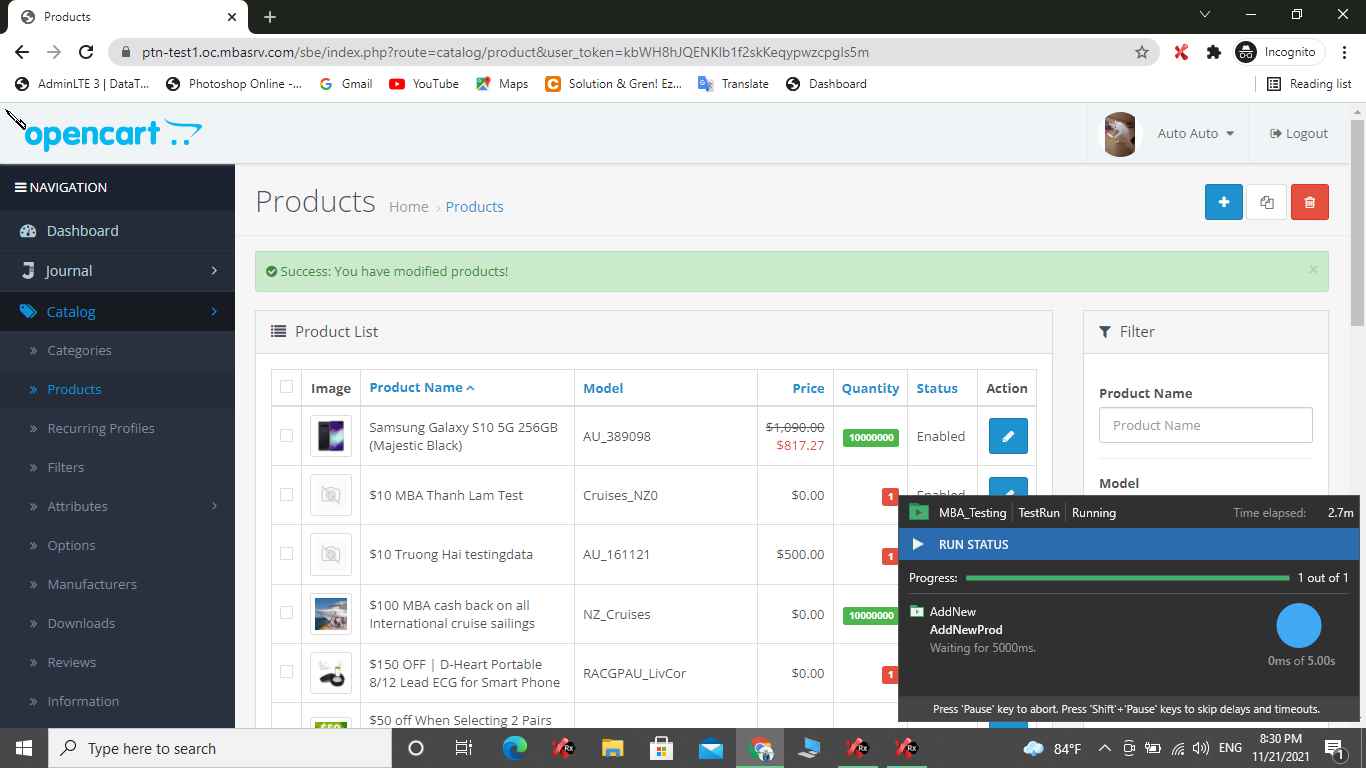 Products
ptn-test1.oc.mbasrv.com/sbe/index.php?route=catalog/product&user_token=kbWH8hJQENKIb1f2skKeqypwzcpgIs5m
Incognito
AdminLTE 3 | DataT...
Photoshop Online -...
Gmail
YouTube
Maps
Solution & Gren! Ez...
Translate
Dashboard
Reading list
opencart
Auto Auto
Logout
NAVIGATION
Dashboard
Journal
Catalog
Categories
Products
Recurring Profiles
Filters
Attributes
Options
Manufacturers
Downloads
Reviews
Information
Products
Home › Products
Success: You have modified products!
×
Product List
Image Product Name Model Price Quantity Status Action
Samsung Galaxy S10 5G 256GB
(Majestic Black)
AU_389098
$1,090.00
$817.27
10000000
Enabled
$10 MBA Thanh Lam Test
Cruises_NZ0
$0.00
1
Enabled
$10 Truong Hai testingdata
AU_161121
$500.00
1
$100 MBA cash back on all
International cruise sailings
NZ_Cruises
$0.00
10000000
$150 OFF | D-Heart Portable
8/12 Lead ECG for Smart Phone
RACGPAU_LivCor
$0.00
1
$50 off When Selecting 2 Pairs
Filter
Product Name
Product Name
Model
MBA_Testing TestRun Running
Time elapsed: 2.7m
RUN STATUS
Progress: 1 out of 1
AddNew
AddNewProd
Waiting for 5000ms.
0ms of 5.00s
Press 'Pause' key to abort. Press 'Shift'+'Pause' keys to skip delays and timeouts.
Type here to search
84°F
ENG
8:30 PM
11/21/2021
1